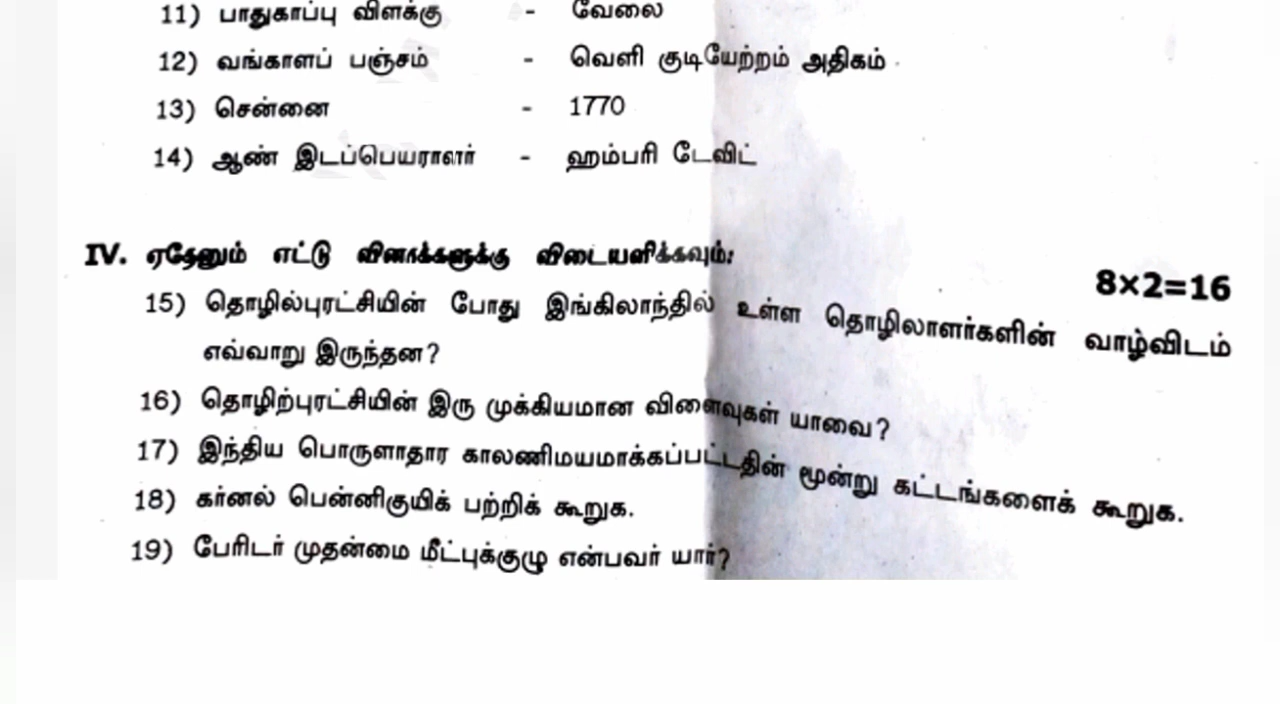 11) பாதுகாப்பு விளக்கு - வேலை
12) வங்காளப் பஞ்சம் - வெளி குடியேற்றம் அதிகம்
13) சென்னை - 1770
14) ஆண் இடப்பெயராளர் - ஹம்பரி டேவிட்
IV. ஏதேனும் எட்டு வினாக்களுக்கு விடையளிக்கவும்:
8×2=16
15) தொழில்புரட்சியின் போது இங்கிலாந்தில் உள்ள தொழிலாளர்களின் வாழ்விடம்
எவ்வாறு இருந்தன?
16) தொழிற்புரட்சியின் இரு முக்கியமான விளைவுகள் யாவை?
17) இந்திய பொருளாதார காலணிமயமாக்கப்பட்டதின் மூன்று கட்டங்களைக் கூறுக.
18) கர்னல் பென்னிகுயிக் பற்றிக் கூறுக.
19) பேரிடர் முதன்மை மீட்புக்குழு என்பவர் யார்?